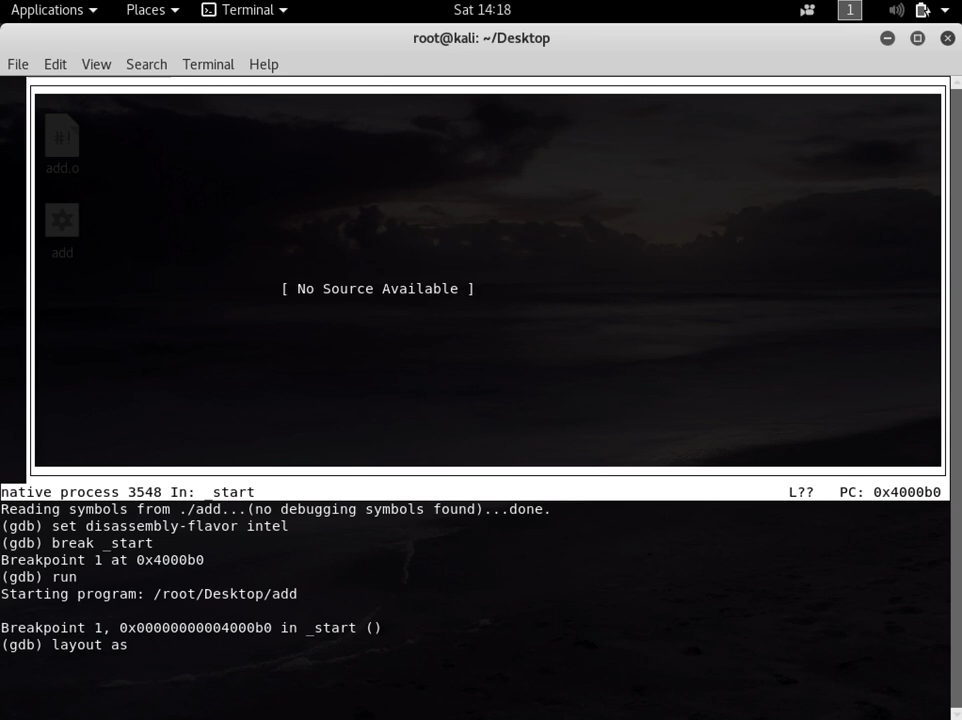 Applications Places Terminal Sat 14:18 1
root@kali: ~/Desktop
File Edit View Search Terminal Help
#!
add.o
add
[ No Source Available ]
native process 3548 In: _start L?? PC: 0x4000b0
Reading symbols from ./add...(no debugging symbols found)...done.
(gdb) set disassembly-flavor intel
(gdb) break _start
Breakpoint 1 at 0x4000b0
(gdb) run
Starting program: /root/Desktop/add
Breakpoint 1, 0x00000000004000b0 in _start ()
(gdb) layout as